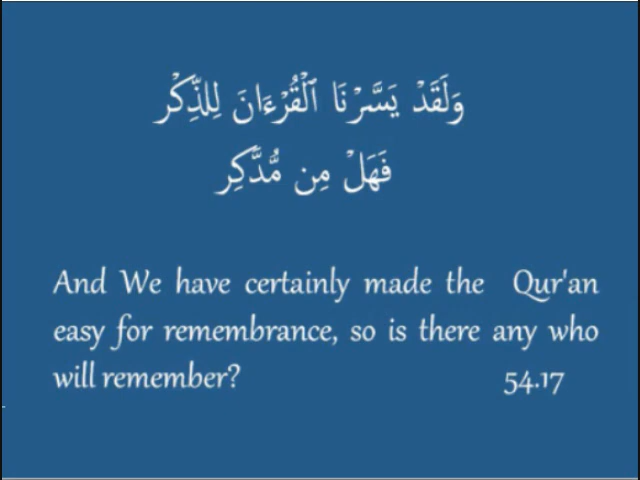 وَلَقَدْ يَسَّرْنَا ٱلْقُرْءَانَ لِلذِّكْرِ
فَهَلْ مِن مُّدَّكِرٍ
And We have certainly made the Qur'an
easy for remembrance, so is there any who
will remember? 54.17